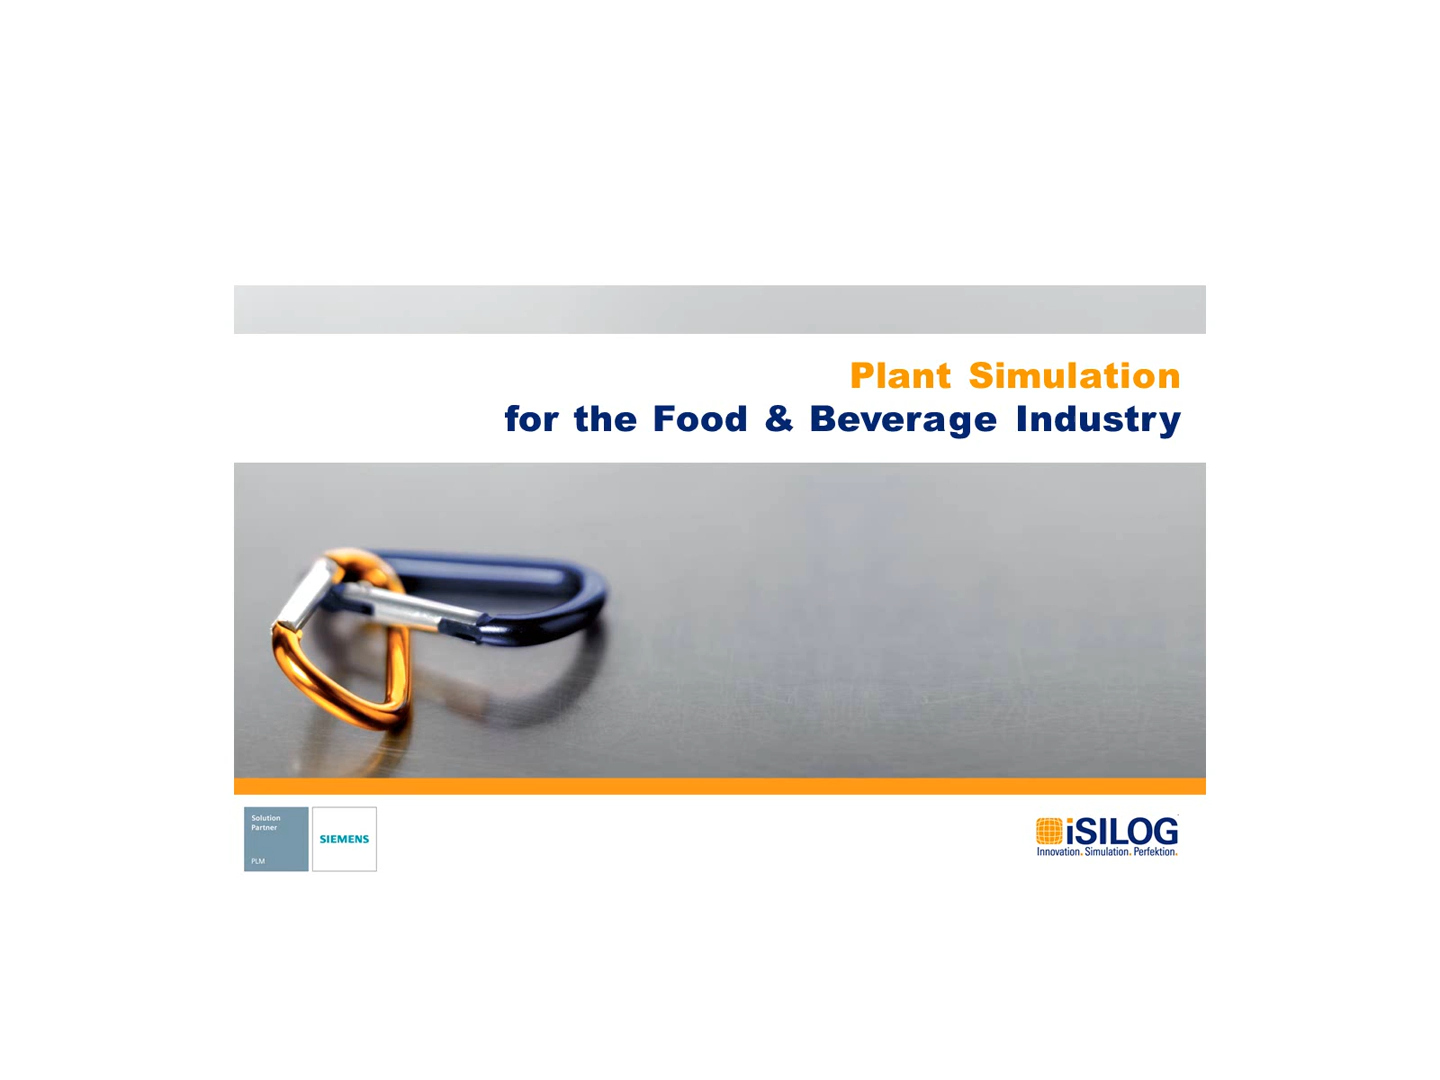 Plant Simulation
for the Food & Beverage Industry
Solution
Partner
PLM
SIEMENS
iSILOG
Innovation. Simulation. Perfektion.